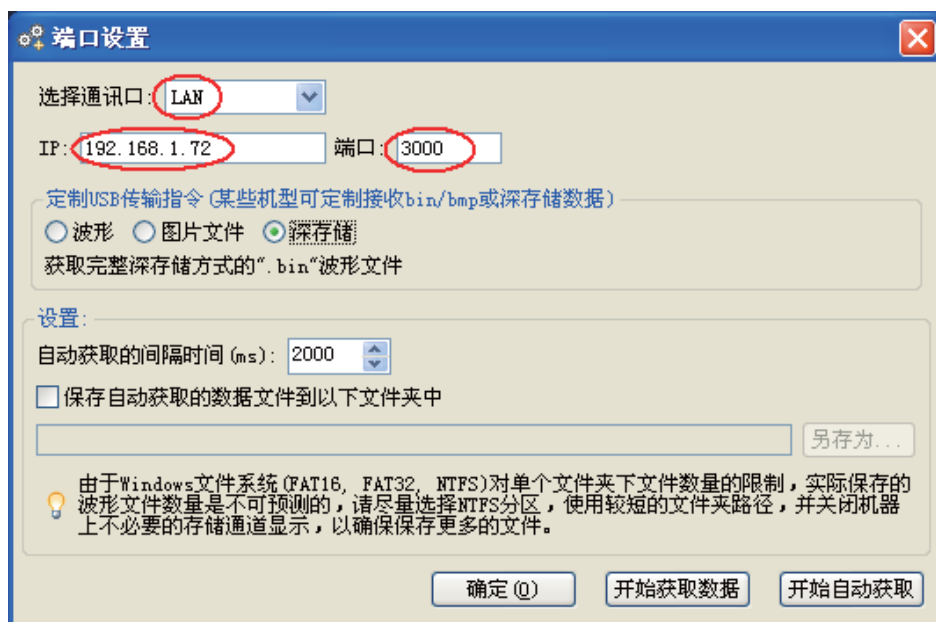 端口设置
选择通讯口: LAN
IP: 192.168.1.72 端口: 3000
定制USB传输指令(某些机型可定制接收bin/bmp或深存储数据)
波形 图片文件 深存储
获取完整深存储方式的“.bin“波形文件
设置:
自动获取的间隔时间(ms): 2000
保存自动获取的数据文件到以下文件夹中
另存为...
由于Windows文件系统(FAT16, FAT32, NTFS)对单个文件夹下文件数量的限制，实际保存的
波形文件数量是不可预测的，请尽量选择NTFS分区，使用较短的文件夹路径，并关闭机器
上不必要的存储通道显示，以确保保存更多的文件。
确定(O) 开始获取数据 开始自动获取